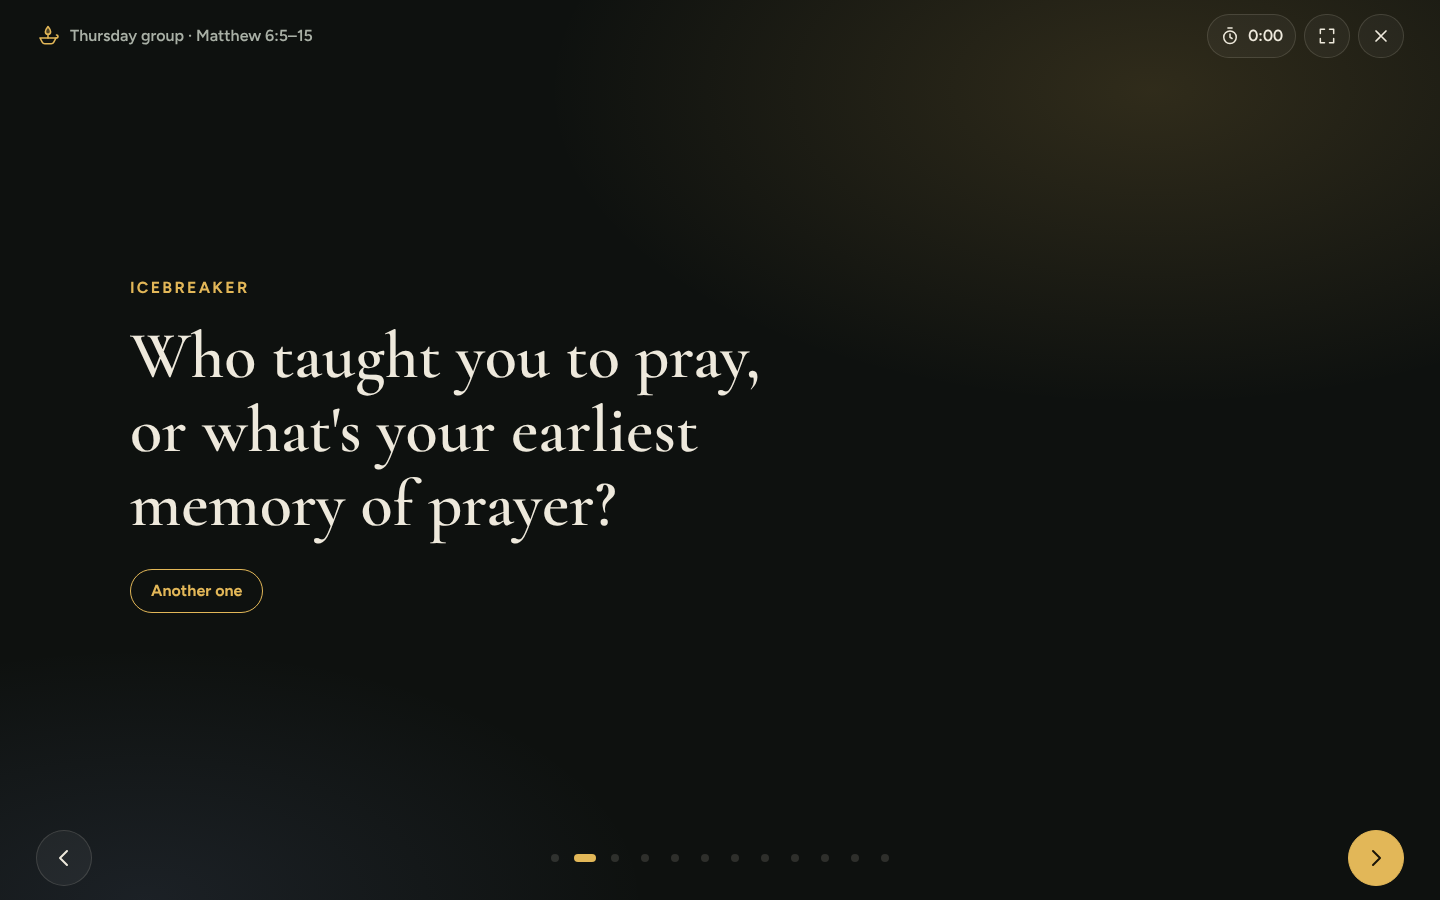 Thursday group · Matthew 6:5–15
0:00
ICEBREAKER
Who taught you to pray,
or what's your earliest
memory of prayer?
Another one